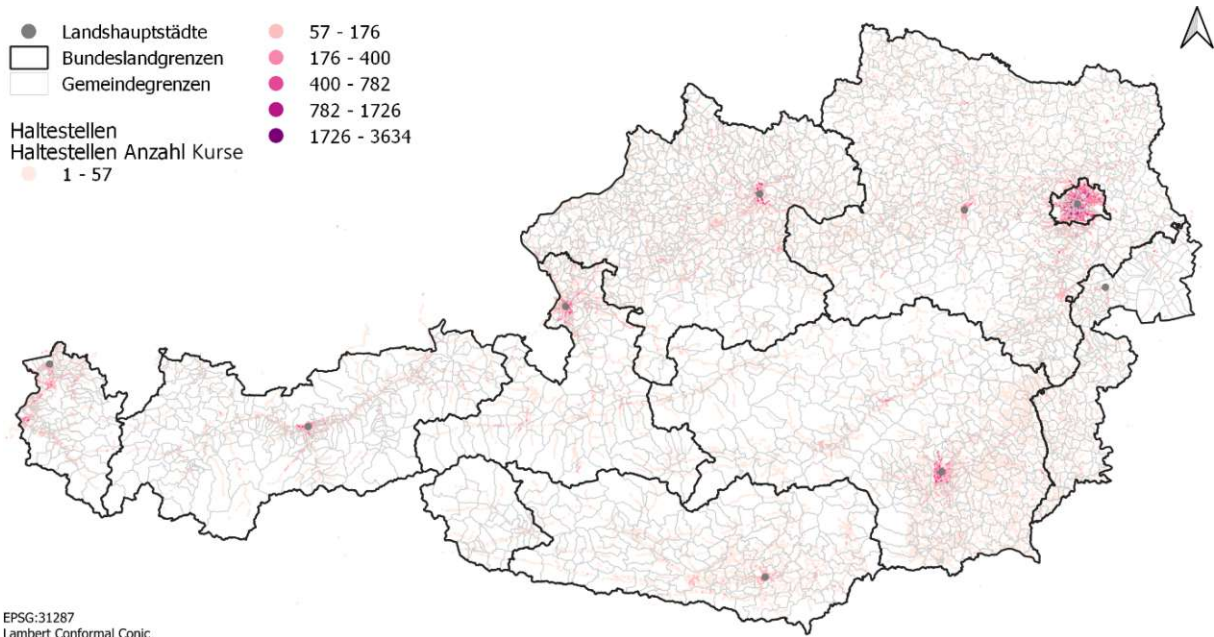 Landshauptstädte
Bundeslandgrenzen
Gemeindegrenzen
Haltestellen
Haltestellen Anzahl Kurse
1 - 57
57 - 176
176 - 400
400 - 782
782 - 1726
1726 - 3634
EPSG:31287
Lambert Conformal Conic